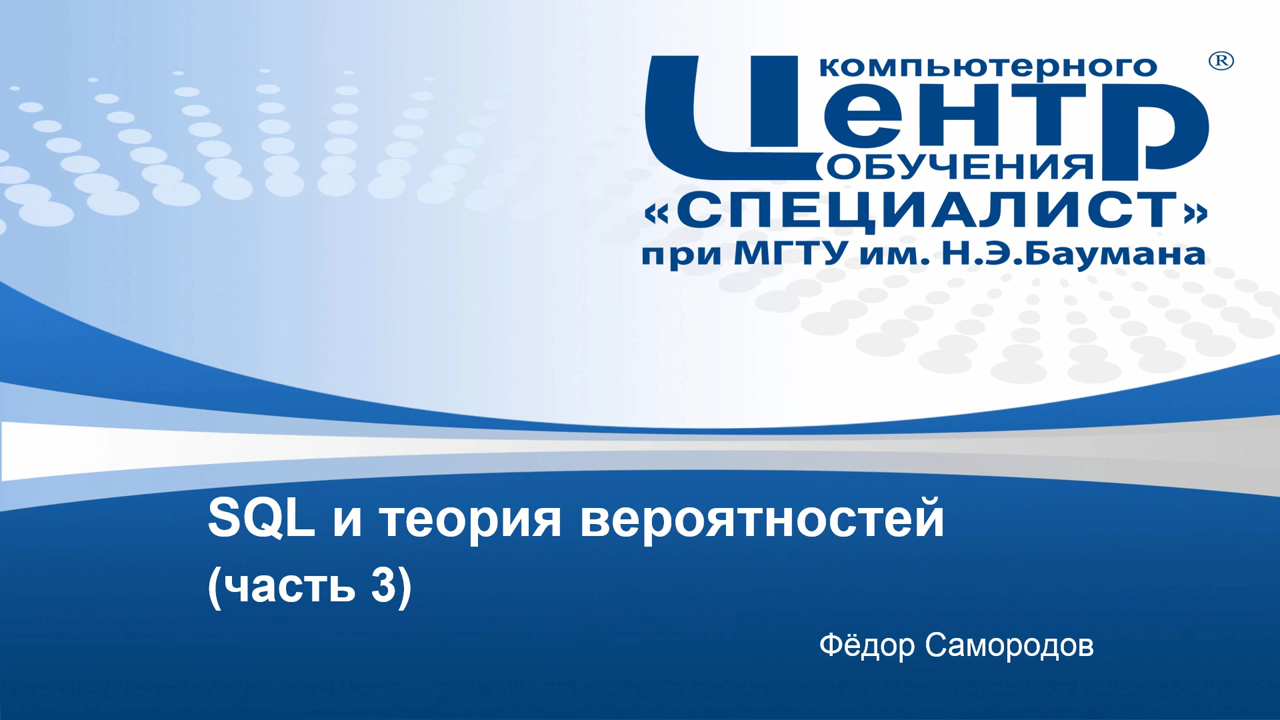 компьютерного
Центр
®
ОБУЧЕНИЯ
«СПЕЦИАЛИСТ»
при МГТУ им. Н.Э.Баумана
SQL и теория вероятностей
(часть 3)
Фёдор Самородов